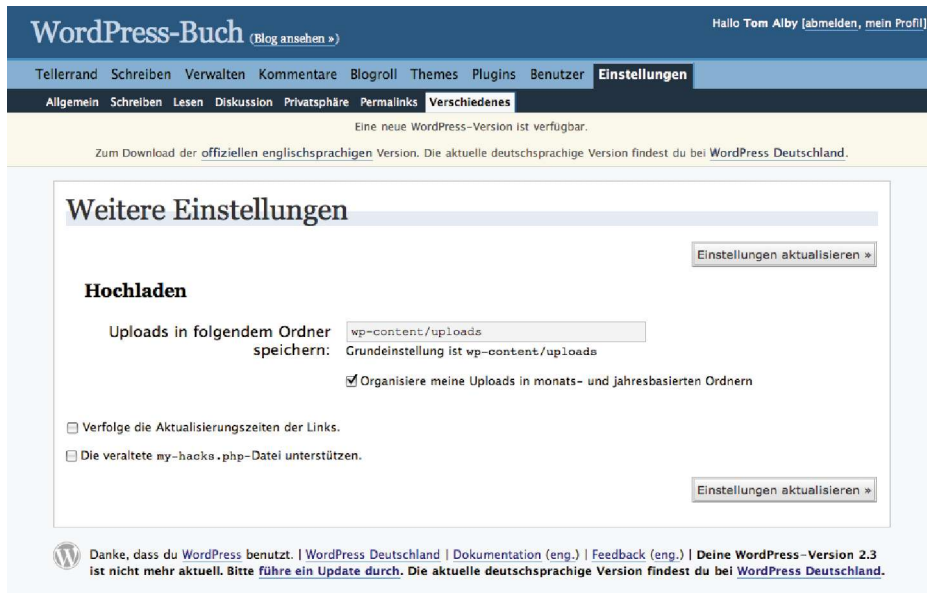 WordPress-Buch (Blog ansehen »)
Hallo Tom Alby [abmelden, mein Profil]
Tellerrand Schreiben Verwalten Kommentare Blogroll Themes Plugins Benutzer Einstellungen
Allgemein Schreiben Lesen Diskussion Privatsphäre Permalinks Verschiedenes
Eine neue WordPress-Version ist verfügbar.
Zum Download der offiziellen englischsprachigen Version. Die aktuelle deutschsprachige Version findest du bei WordPress Deutschland.
Weitere Einstellungen
Einstellungen aktualisieren »
Hochladen
Uploads in folgendem Ordner
speichern:
wp-content/uploads
Grundeinstellung ist wp-content/uploads
Organisiere meine Uploads in monats- und jahresbasierten Ordnern
Verfolge die Aktualisierungszeiten der Links.
Die veraltete my-hacks.php-Datei unterstützen.
Einstellungen aktualisieren »
Danke, dass du WordPress benutzt. | WordPress Deutschland | Dokumentation (eng.) | Feedback (eng.) | Deine WordPress-Version 2.3
ist nicht mehr aktuell. Bitte führe ein Update durch. Die aktuelle deutschsprachige Version findest du bei WordPress Deutschland.